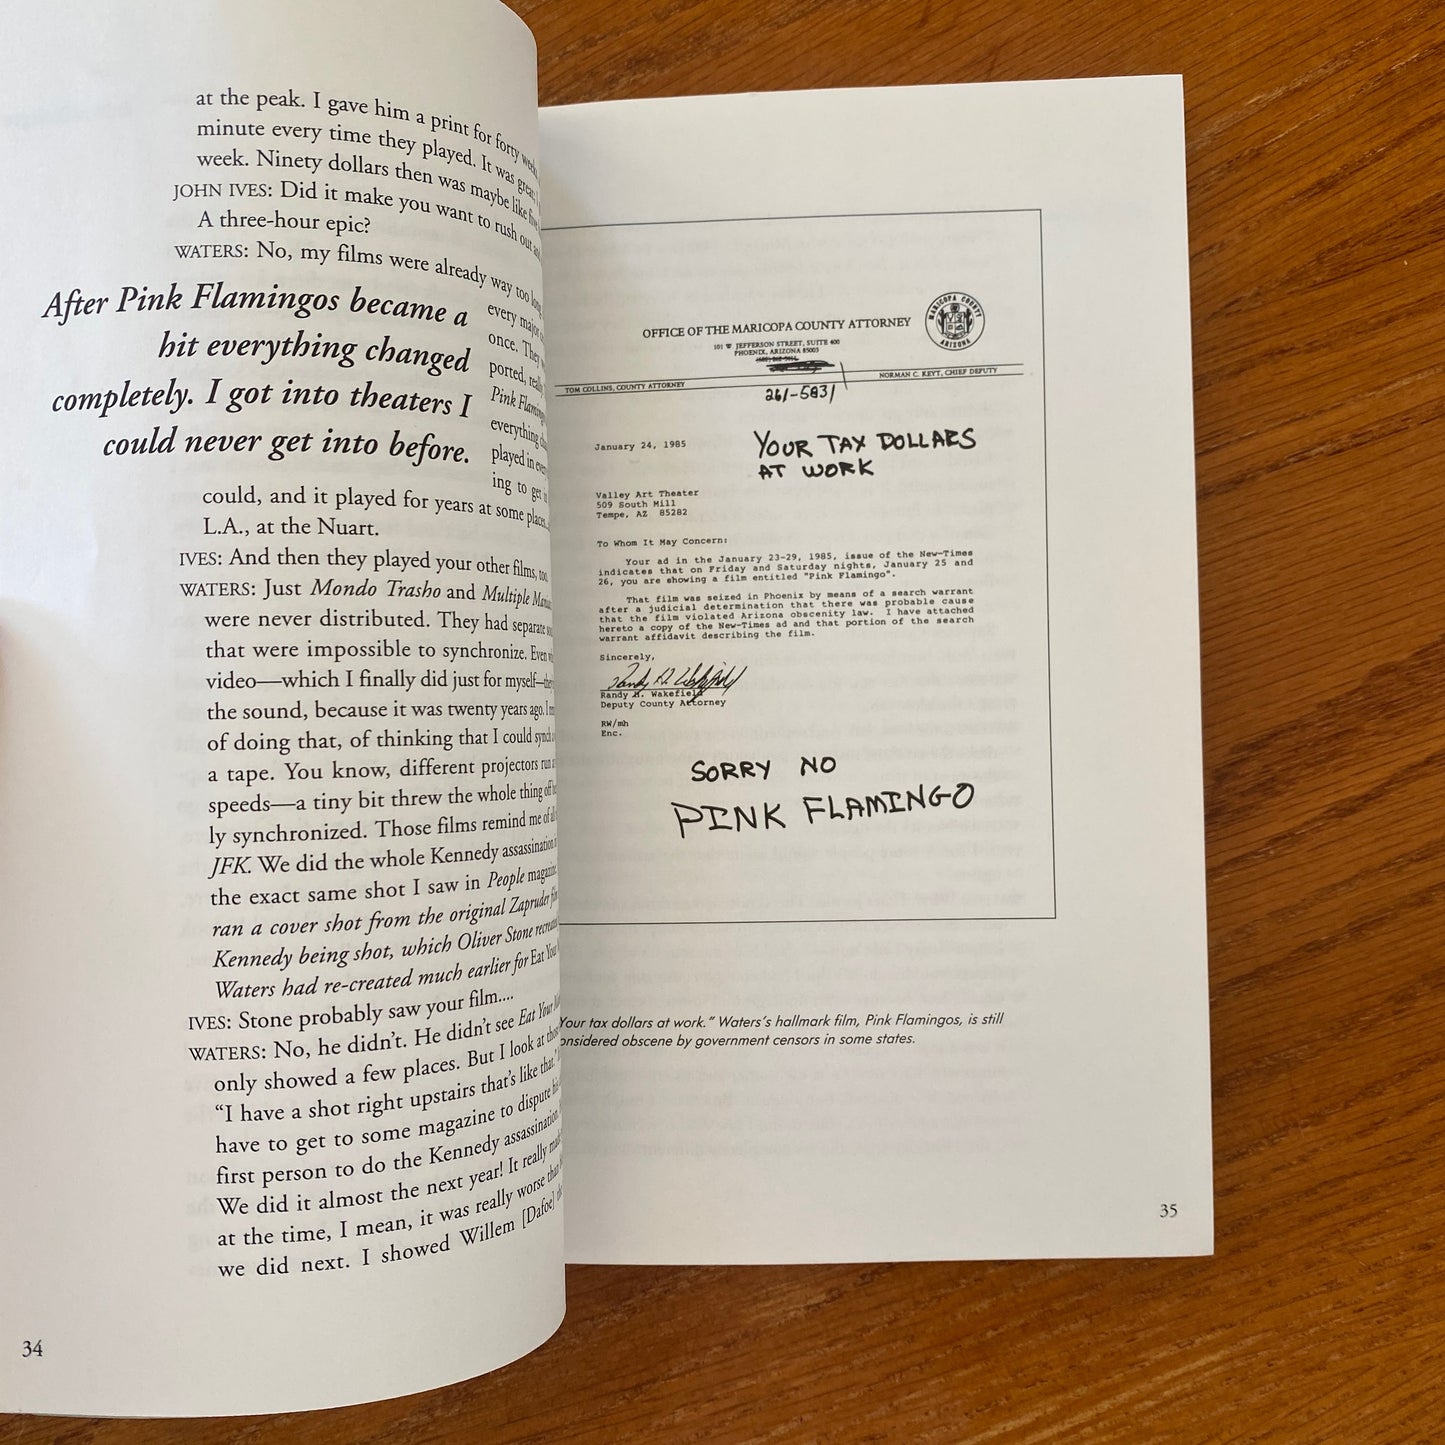 at the peak. I gave him a print for forty
minute every time they played. It was great,
week. Ninety dollars then was maybe like
JOHN IVES: Did it make you want to rush out
A three-hour epic?
WATERS: No, my films were already way too
After Pink Flamingos became a
hit everything changed
completely. I got into theaters I
could never get into before.
every major
once. They
ported, really
Pink Flamingos
everything
played in
ing to get
could, and it played for years at some places.
L.A., at the Nuart.
IVES: And then they played your other films, too.
WATERS: Just Mondo Trasho and Multiple
were never distributed. They had separate
that were impossible to synchronize. Even
video—which I finally did just for myself—
the sound, because it was twenty years ago. I
of doing that, of thinking that I could synch
a tape. You know, different projectors run
speeds—a tiny bit threw the whole thing off
ly synchronized. Those films remind me of
JFK. We did the whole Kennedy assassination
the exact same shot I saw in People magazine.
ran a cover shot from the original Zapruder
Kennedy being shot, which Oliver Stone
Waters had re-created much earlier for Eat Your
IVES: Stone probably saw your film....
WATERS: No, he didn't. He didn't see Eat Your
only showed a few places. But I look at
“I have a shot right upstairs that's like that.”
have to get to some magazine to dispute
first person to do the Kennedy assassination.
We did it almost the next year! It really
at the time, I mean, it was really worse than
we did next. I showed Willem [Dafoe]
34
OFFICE OF THE MARICOPA COUNTY ATTORNEY
MARICOPA COUNTY
ARIZONA
101 W JEFFERSON STREET, SUITE 400
PHOENIX, ARIZONA 85003
TOM COLLINS, COUNTY ATTORNEY
NORMAN C. KEYT, CHIEF DEPUTY
261-5831
January 24, 1985
YOUR TAX DOLLARS
AT WORK
Valley Art Theater
509 South Mill
Tempe, AZ 85282
To Whom It May Concern:
Your ad in the January 23-29, 1985, issue of the New-Times
indicates that on Friday and Saturday nights, January 25 and
26, you are showing a film entitled "Pink Flamingo".
That film was seized in Phoenix by means of a search warrant
after a judicial determination that there was probable cause
that the film violated Arizona obscenity law. I have attached
hereto a copy of the New-Times ad and that portion of the search
warrant affidavit describing the film.
Sincerely,
Randy H. Wakefield
Randy H. Wakefield
Deputy County Attorney
RW/mh
Enc.
SORRY NO
PINK FLAMINGO
Your tax dollars at work.” Waters's hallmark film, Pink Flamingos, is still
onsidered obscene by government censors in some states.
35